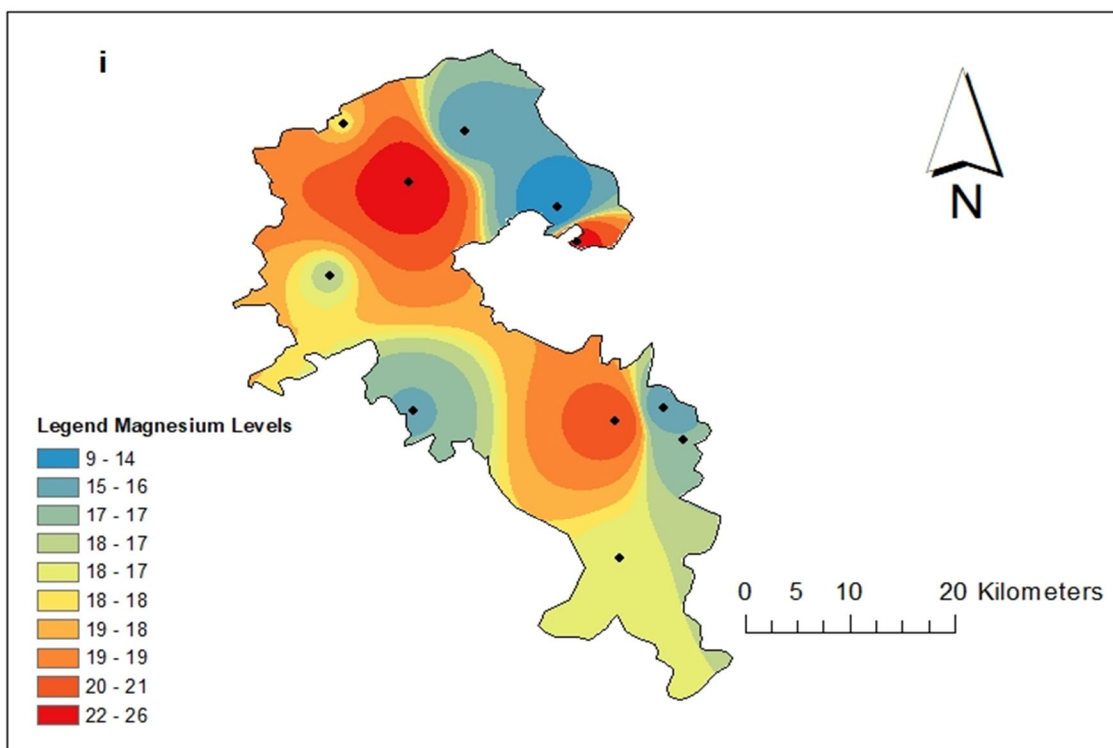 i
N
Legend Magnesium Levels
9 - 14
15 - 16
17 - 17
18 - 17
18 - 17
18 - 18
19 - 18
19 - 19
20 - 21
22 - 26
0 5 10 20 Kilometers